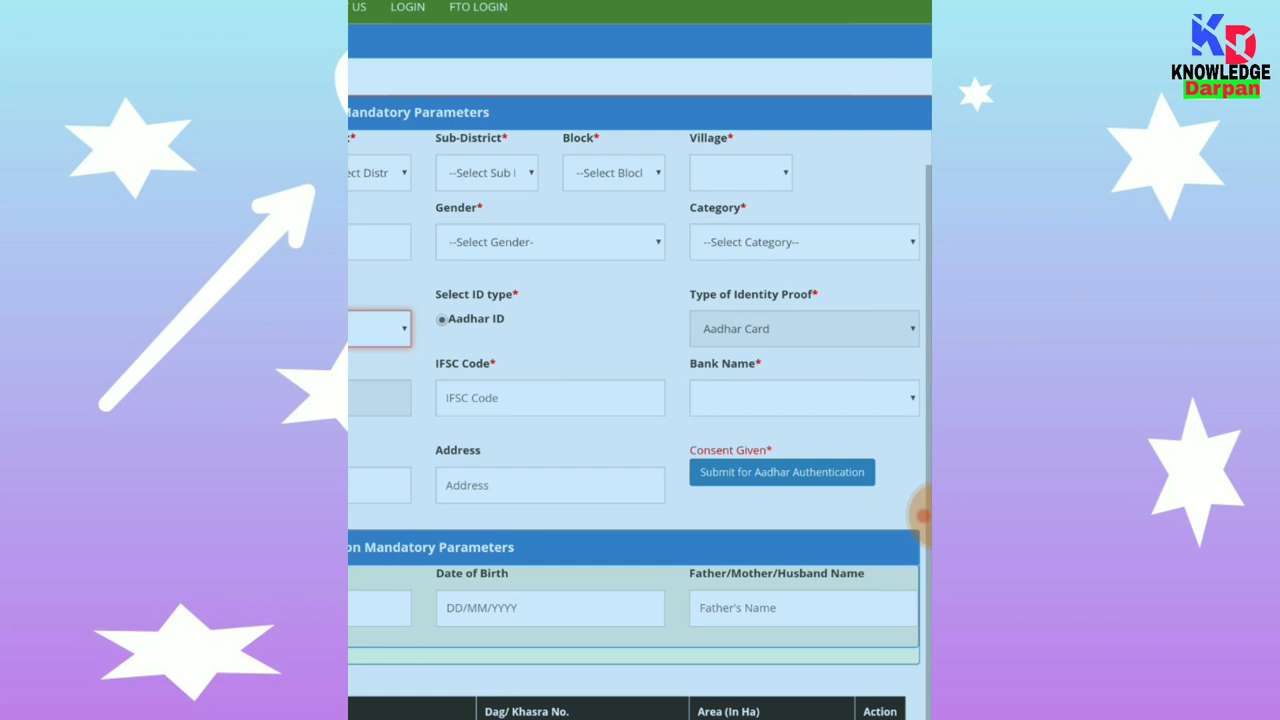 US LOGIN FTO LOGIN
KNOWLEDGE
Darpan
Mandatory Parameters
* Sub-District* Block* Village*
ect Distr --Select Sub --Select Blocl
Gender* Category*
--Select Gender- --Select Category--
Select ID type* Type of Identity Proof*
Aadhar ID
Aadhar Card
IFSC Code* Bank Name*
IFSC Code
Address Consent Given*
Submit for Aadhar Authentication
Address
on Mandatory Parameters
Date of Birth Father/Mother/Husband Name
DD/MM/YYYY Father's Name
Dag/ Khasra No. Area (In Ha) Action